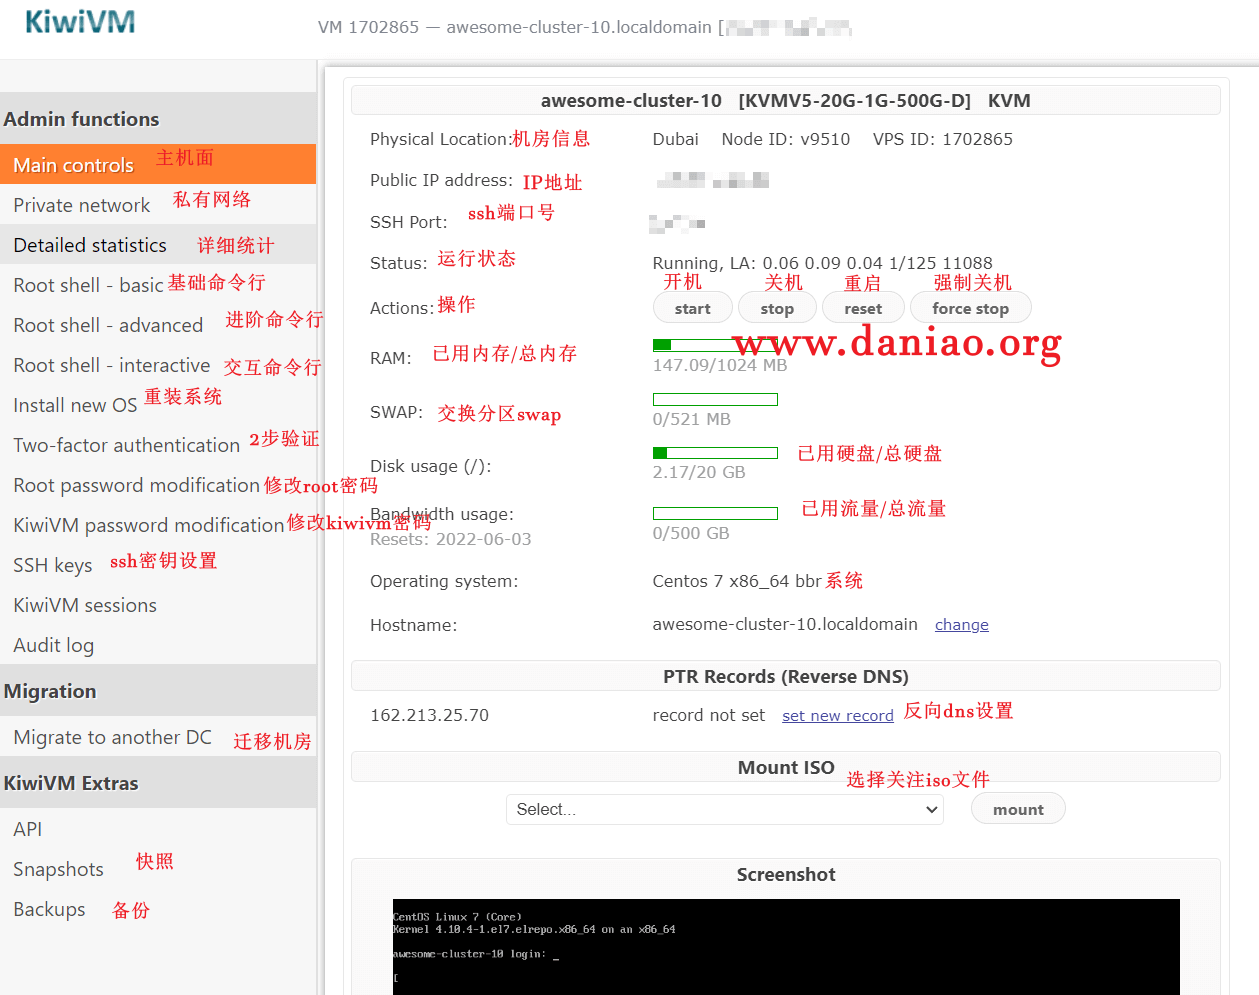 KiwiVM
VM 1702865 — awesome-cluster-10.localdomain [
Admin functions
Main controls 主机面
Private network 私有网络
Detailed statistics 详细统计
Root shell - basic 基础命令行
Root shell - advanced 进阶命令行
Root shell - interactive 交互命令行
Install new OS 重装系统
Two-factor authentication 2步验证
Root password modification 修改root密码
KiwiVM password modification 修改kiwivm密码
SSH keys ssh密钥设置
KiwiVM sessions
Audit log
Migration
Migrate to another DC 迁移机房
KiwiVM Extras
API
Snapshots 快照
Backups 备份
awesome-cluster-10 [KVMV5-20G-1G-500G-D] KVM
Physical Location: 机房信息 Dubai Node ID: v9510 VPS ID: 1702865
Public IP address: IP地址
SSH Port: ssh端口号
Status: 运行状态 Running, LA: 0.06 0.09 0.04 1/125 11088
开机 关机 重启 强制关机
Actions: 操作 start stop reset force stop
www.daniao.org
RAM: 已用内存/总内存 147.09/1024 MB
SWAP: 交换分区swap 0/521 MB
Disk usage (/): 2.17/20 GB 已用硬盘/总硬盘
Bandwidth usage: 已用流量/总流量
Resets: 2022-06-03 0/500 GB
Operating system: Centos 7 x86_64 bbr 系统
Hostname: awesome-cluster-10.localdomain change
PTR Records (Reverse DNS)
162.213.25.70 record not set set new record 反向dns设置
Mount ISO
选择关注iso文件
Select... mount
Screenshot
CentOS Linux 7 (Core)
Kernel 4.10.4-1.el7.elrepo.x86_64 on an x86_64
awesome-cluster-10 login: _
[